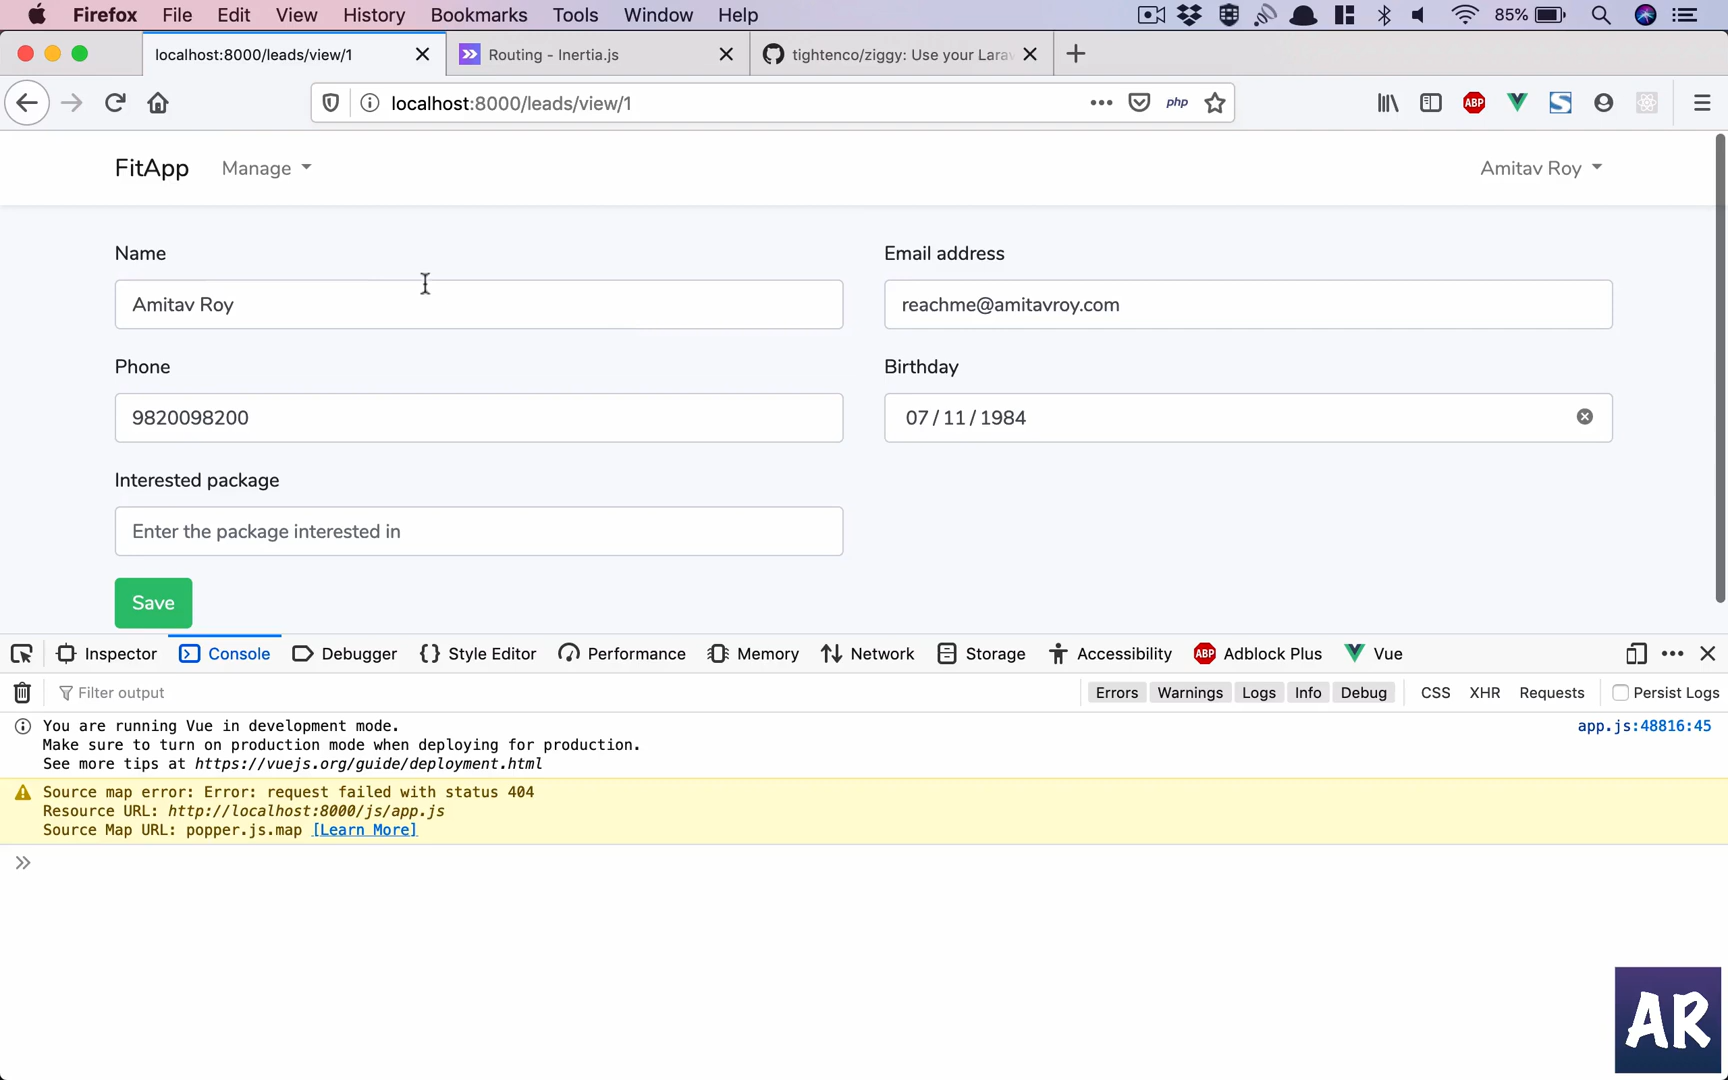 Firefox File Edit View History Bookmarks Tools Window Help 85%
localhost:8000/leads/view/1 Routing - Inertia.js tightenco/ziggy: Use your Larav
localhost:8000/leads/view/1 php ABP S
FitApp Manage Amitav Roy
Name Email address
Amitav Roy reachme@amitavroy.com
Phone Birthday
9820098200 07 / 11 / 1984
Interested package
Enter the package interested in
Save
Inspector Console Debugger {} Style Editor Performance Memory Network Storage Accessibility ABP Adblock Plus Vue
Filter output Errors Warnings Logs Info Debug CSS XHR Requests Persist Logs
You are running Vue in development mode. app.js:48816:45
Make sure to turn on production mode when deploying for production.
See more tips at https://vuejs.org/guide/deployment.html
Source map error: Error: request failed with status 404
Resource URL: http://localhost:8000/js/app.js
Source Map URL: popper.js.map [Learn More]
AR